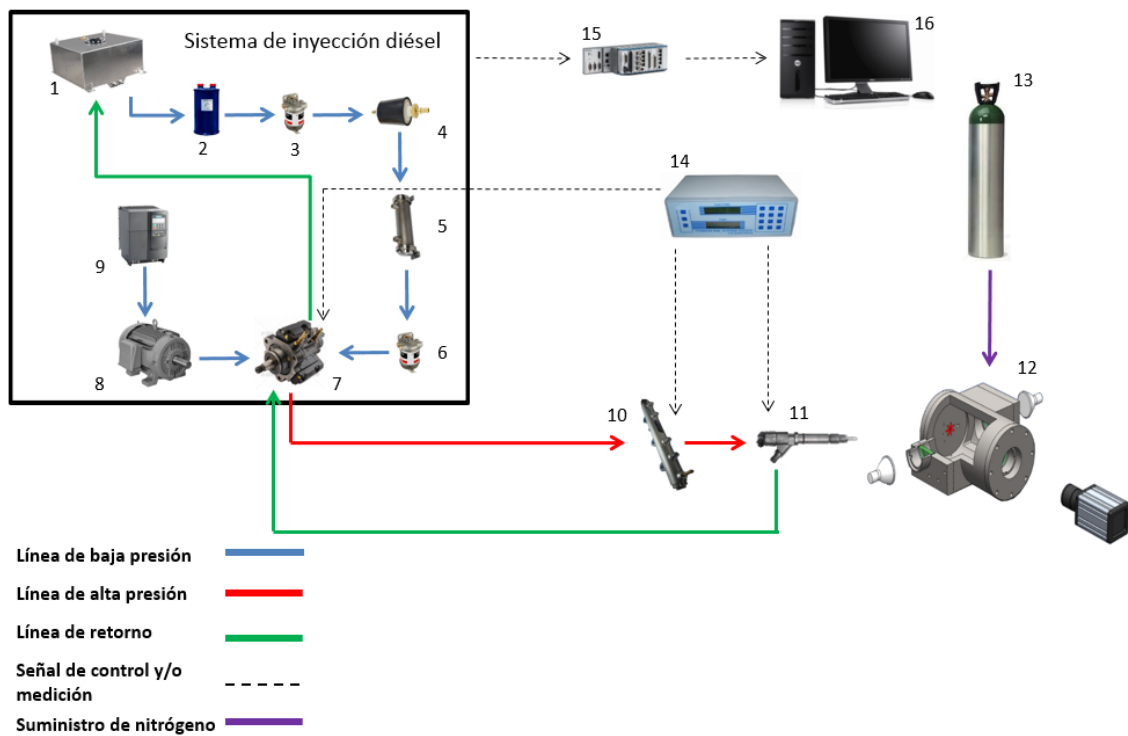 Sistema de inyección diésel
1
2
3
4
5
6
7
8
9
10
11
12
13
14
15
16
Línea de baja presión
Línea de alta presión
Línea de retorno
Señal de control y/o
medición
Suministro de nitrógeno